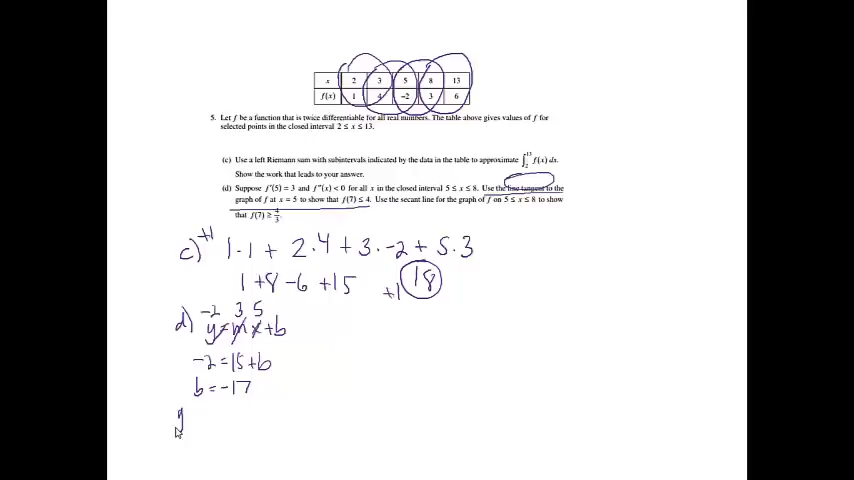 x 2 3 5 8 13
f(x) 1 4 -2 3 6
5. Let f be a function that is twice differentiable for all real numbers. The table above gives values of f for
selected points in the closed interval 2 ≤ x ≤ 13.
(c) Use a left Riemann sum with subintervals indicated by the data in the table to approximate ∫₂¹³ f(x) dx.
Show the work that leads to your answer.
(d) Suppose f′(5) = 3 and f″(x) < 0 for all x in the closed interval 5 ≤ x ≤ 8. Use the line tangent to the
graph of f at x = 5 to show that f(7) ≤ 4. Use the secant line for the graph of f on 5 ≤ x ≤ 8 to show
that f(7) ≥ 4/3.
c) +1 1·1 + 2·4 + 3·-2 + 5·3
1 +8 -6 +15 +1 18
-2 3 5
d) y=mx+b
-2 = 15+b
b = -17
y